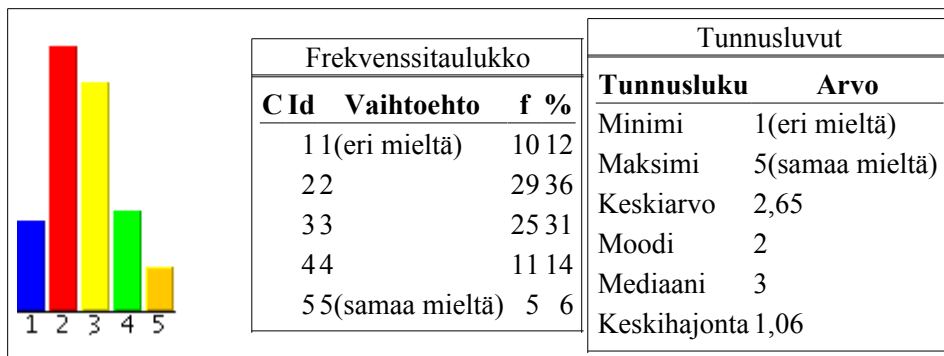 1 2 3 4 5
Frekvenssitaulukko
C Id Vaihtoehto f %
1 1(eri mieltä) 10 12
2 2 29 36
3 3 25 31
4 4 11 14
5 5(samaa mieltä) 5 6
Tunnusluvut
Tunnusluku Arvo
Minimi 1(eri mieltä)
Maksimi 5(samaa mieltä)
Keskiarvo 2,65
Moodi 2
Mediaani 3
Keskihajonta 1,06